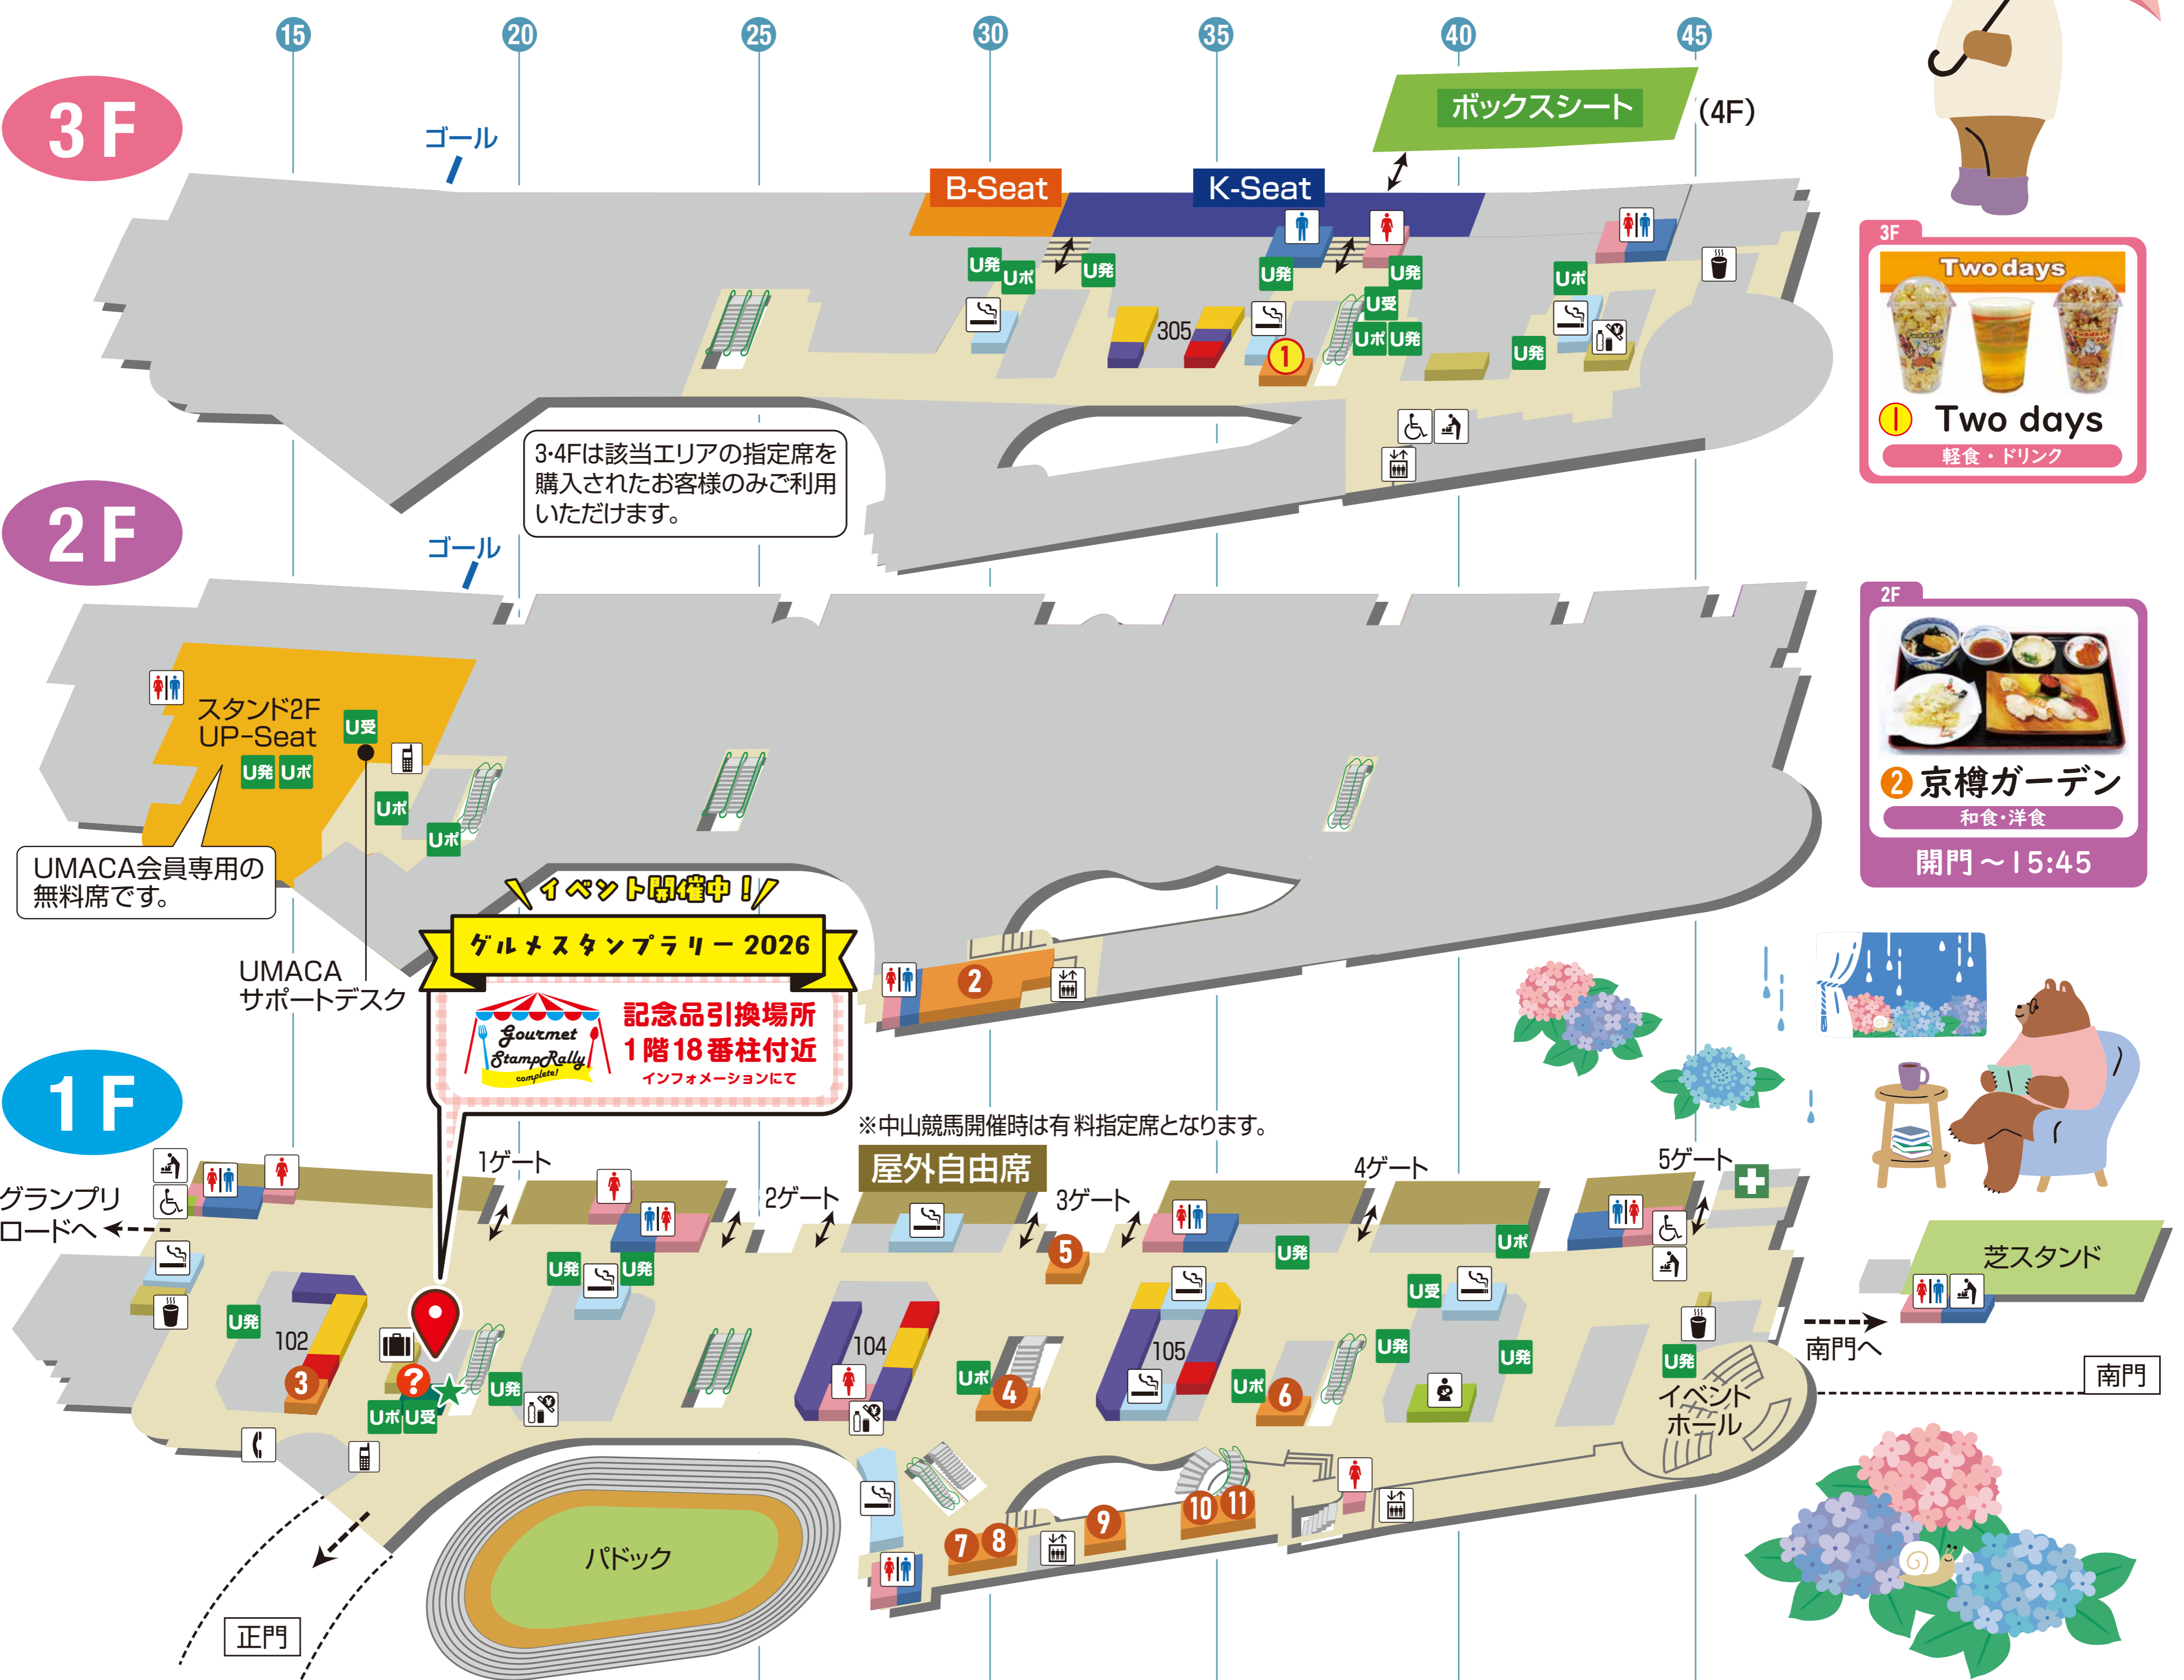 15
20
25
30
35
40
45
3F
ゴール
ボックスシート
(4F)
B-Seat
K-Seat
U発
Uポ
U発
U発
U発
Uポ
U受
305
Uポ
U発
U発
1
3・4Fは該当エリアの指定席を
購入されたお客様のみご利用
いただけます。
3F
Two days
1 Two days
軽食・ドリンク
2F
ゴール
スタンド2F
UP-Seat
U受
U発
Uポ
Uポ
Uポ
UMACA会員専用の
無料席です。
UMACA
サポートデスク
2
2F
2 京樽ガーデン
和食・洋食
開門～15:45
イベント開催中！
グルメスタンプラリー 2026
Gourmet
StampRally
complete!
記念品引換場所
1階18番柱付近
インフォメーションにて
1F
※中山競馬開催時は有料指定席となります。
屋外自由席
1ゲート
2ゲート
3ゲート
4ゲート
5ゲート
グランプリ
ロードへ
5
U発
Uポ
U発
U発
U受
芝スタンド
U発
102
104
105
U発
U発
U発
南門へ
南門
3
?
U発
Uポ
4
Uポ
6
イベント
ホール
Uポ
U受
7
8
9
10
11
パドック
正門